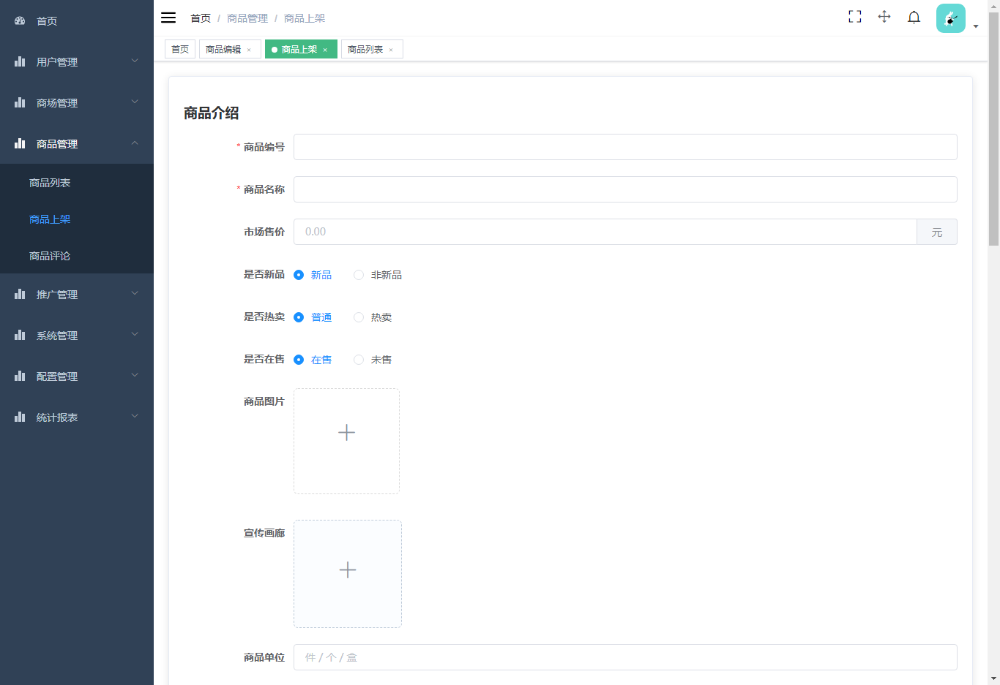 首页
用户管理
商场管理
商品管理
商品列表
商品上架
商品评论
推广管理
系统管理
配置管理
统计报表
首页 / 商品管理 / 商品上架
首页 商品编辑 × 商品上架 × 商品列表 ×
商品介绍
* 商品编号
* 商品名称
市场售价 0.00 元
是否新品 新品 非新品
是否热卖 普通 热卖
是否在售 在售 未售
商品图片
宣传画廊
商品单位 件 / 个 / 盒